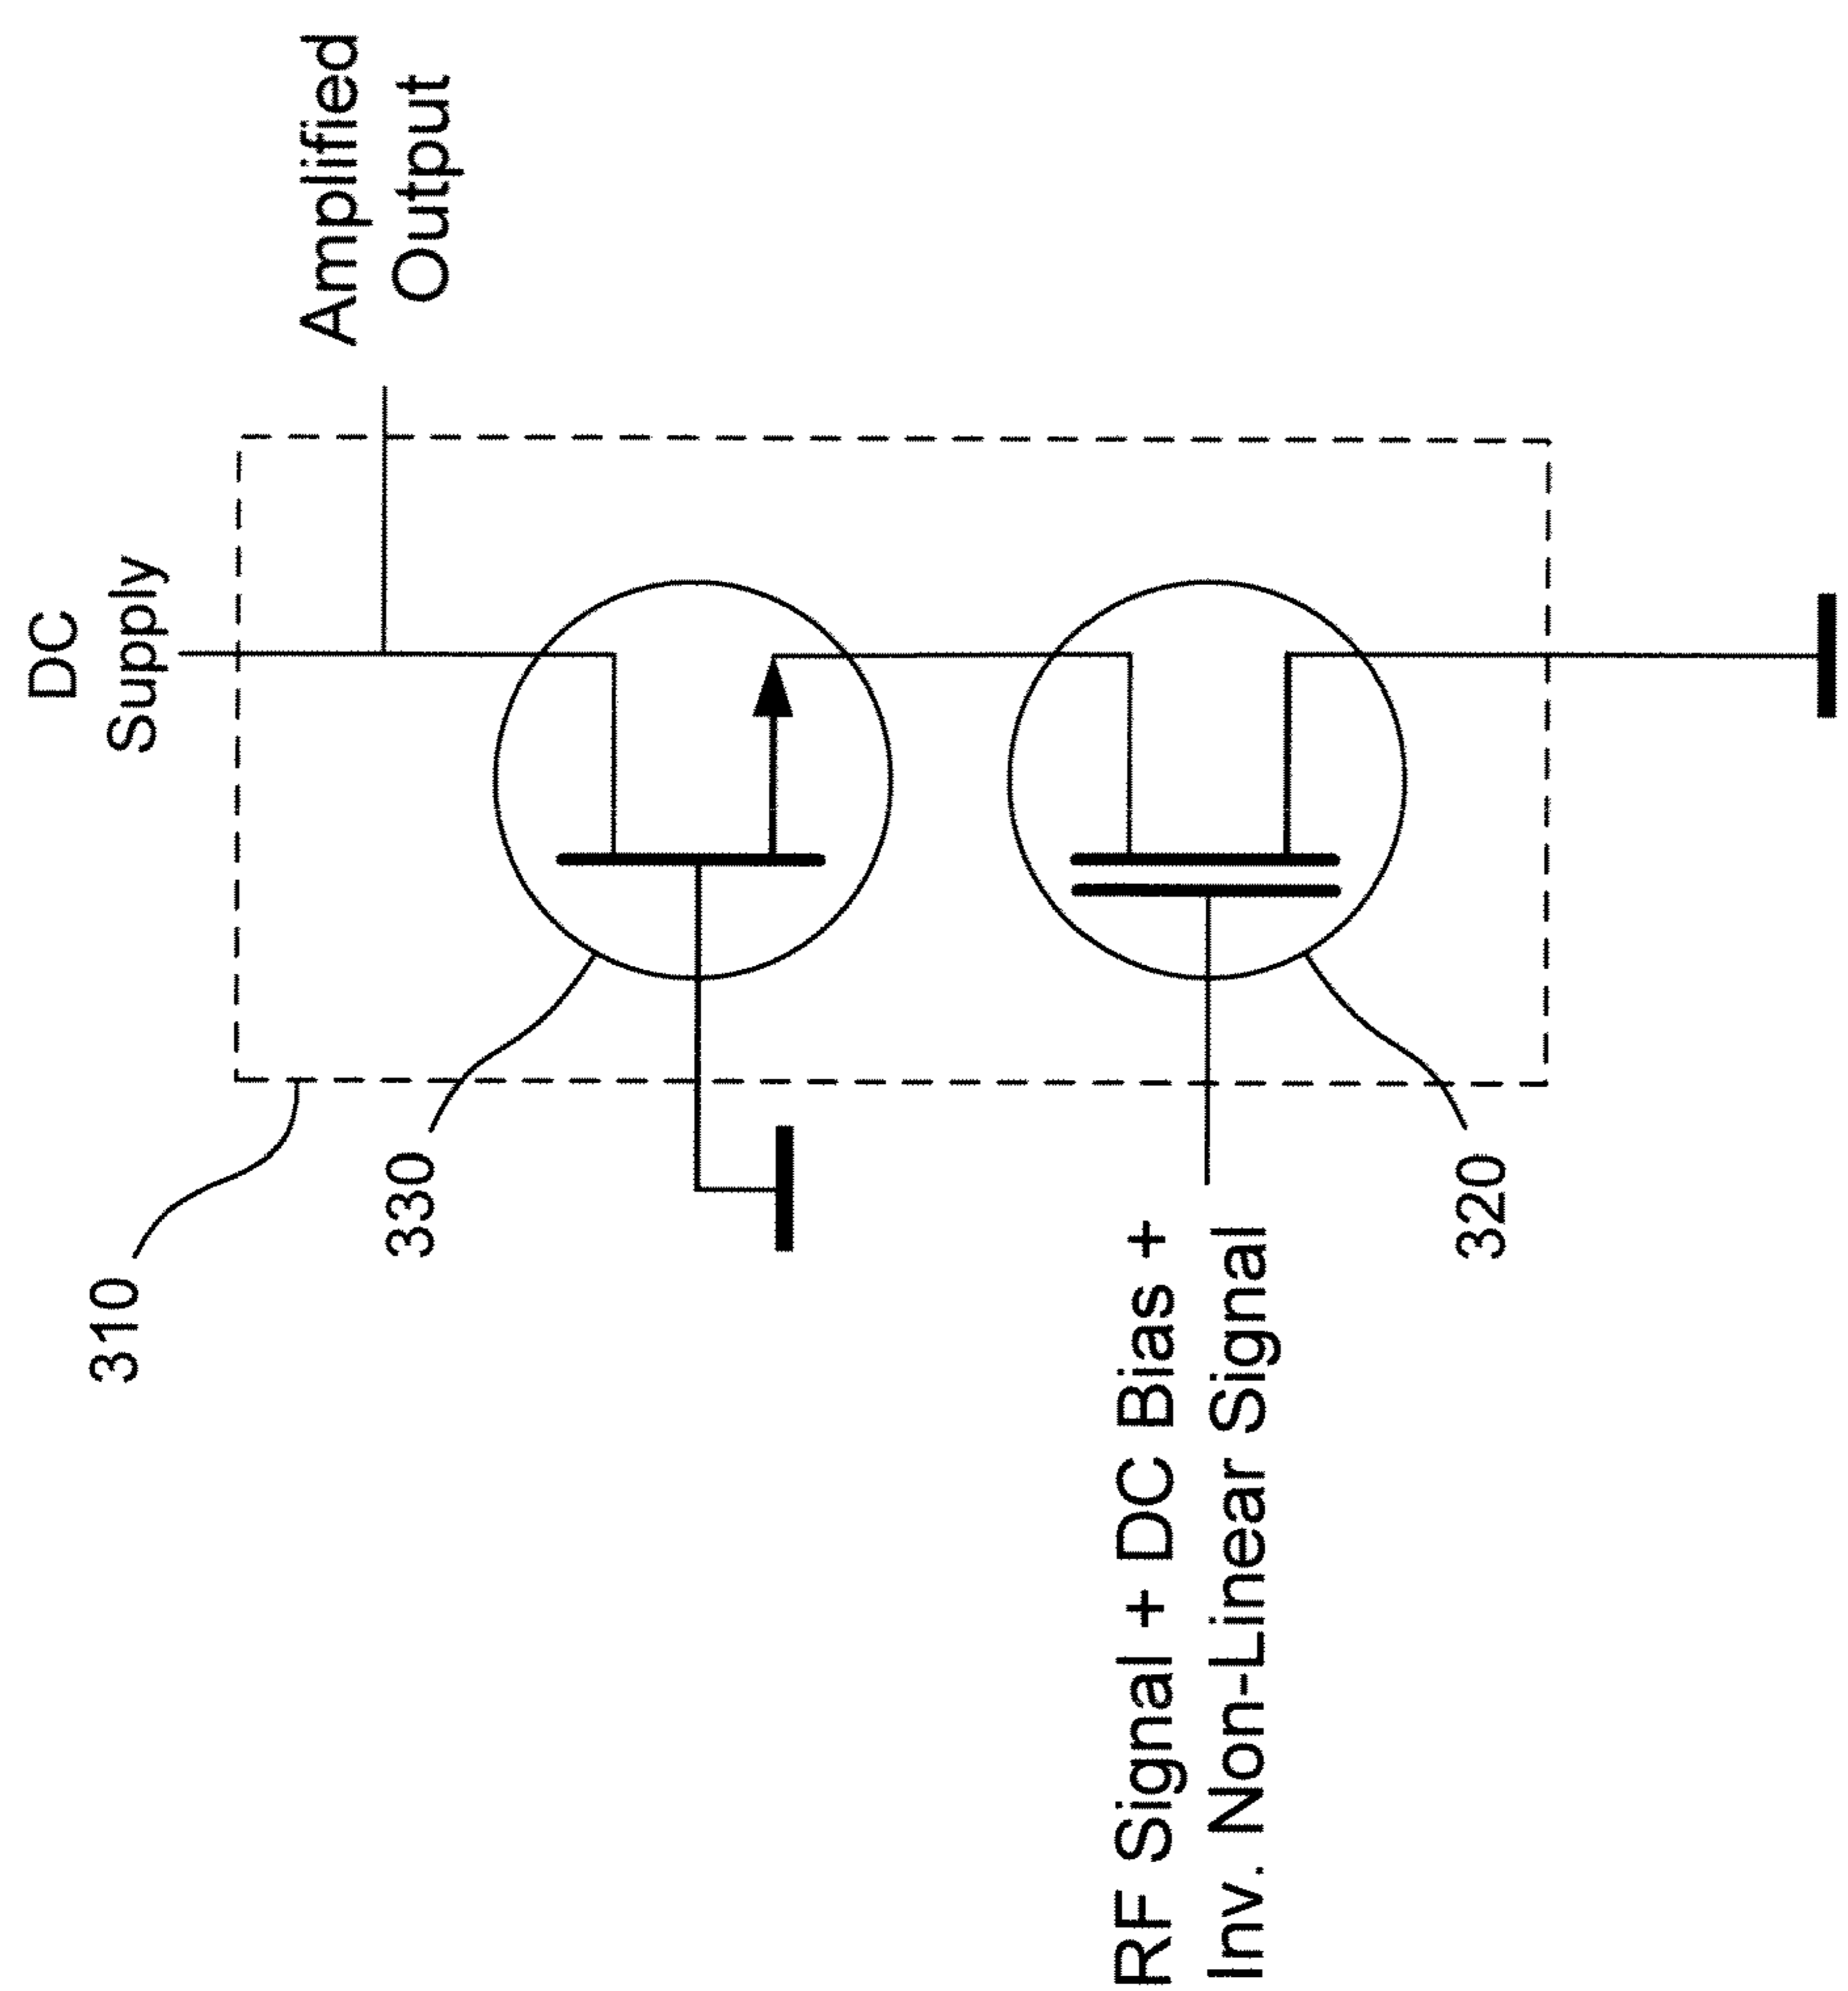 DC
Supply
Amplified
Output
310
330
RF Signal + DC Bias +
Inv. Non-Linear Signal
320